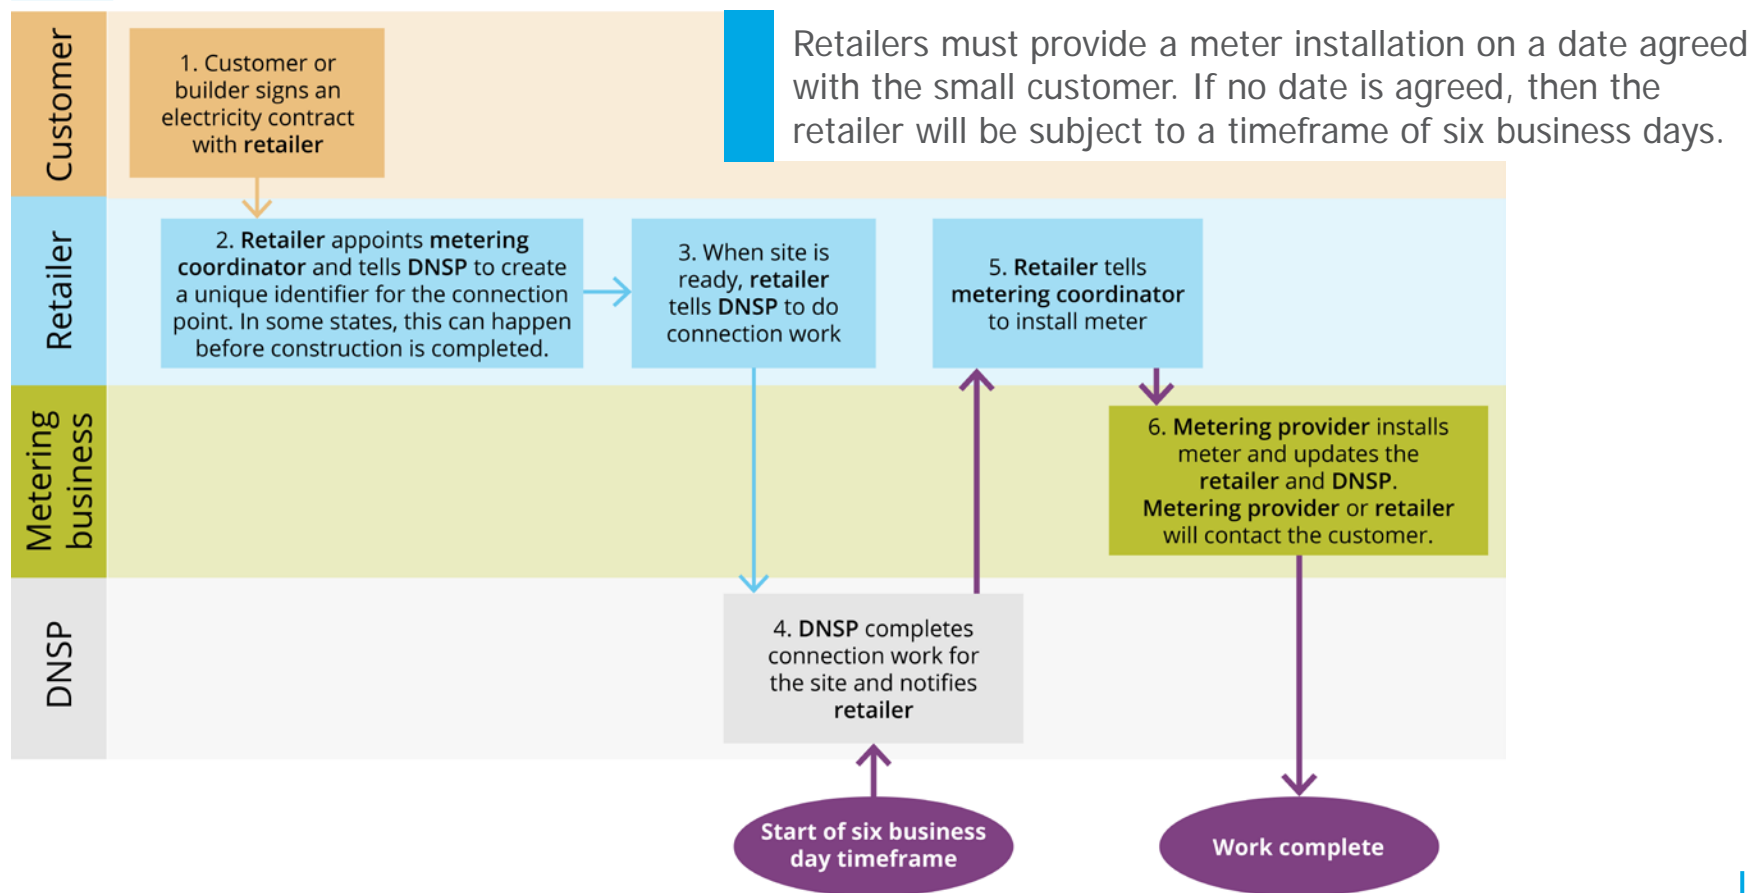 Customer
1. Customer or
builder signs an
electricity contract
with retailer
Retailers must provide a meter installation on a date agreed
with the small customer. If no date is agreed, then the
retailer will be subject to a timeframe of six business days.
Retailer
2. Retailer appoints metering
coordinator and tells DNSP to create
a unique identifier for the connection
point. In some states, this can happen
before construction is completed.
3. When site is
ready, retailer
tells DNSP to do
connection work
5. Retailer tells
metering coordinator
to install meter
Metering
business
6. Metering provider installs
meter and updates the
retailer and DNSP.
Metering provider or retailer
will contact the customer.
DNSP
4. DNSP completes
connection work for
the site and notifies
retailer
Start of six business
day timeframe
Work complete